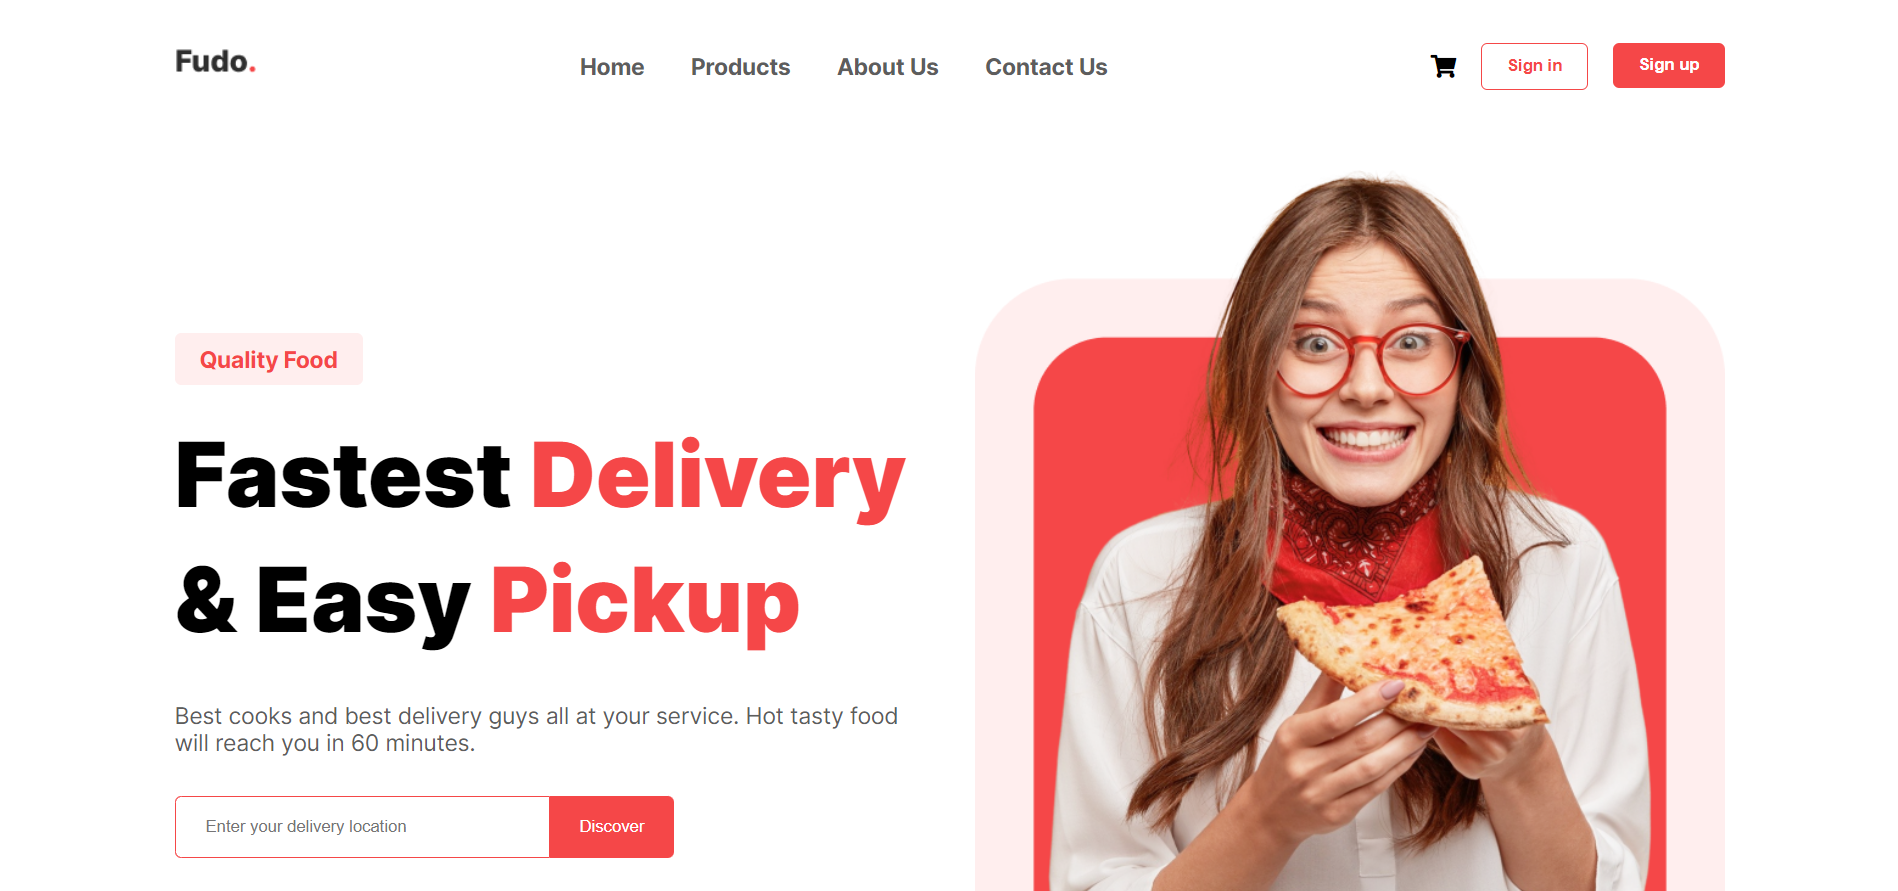 Fudo.
Home Products About Us Contact Us
Sign in Sign up
Quality Food
Fastest Delivery
& Easy Pickup
Best cooks and best delivery guys all at your service. Hot tasty food
will reach you in 60 minutes.
Enter your delivery location Discover